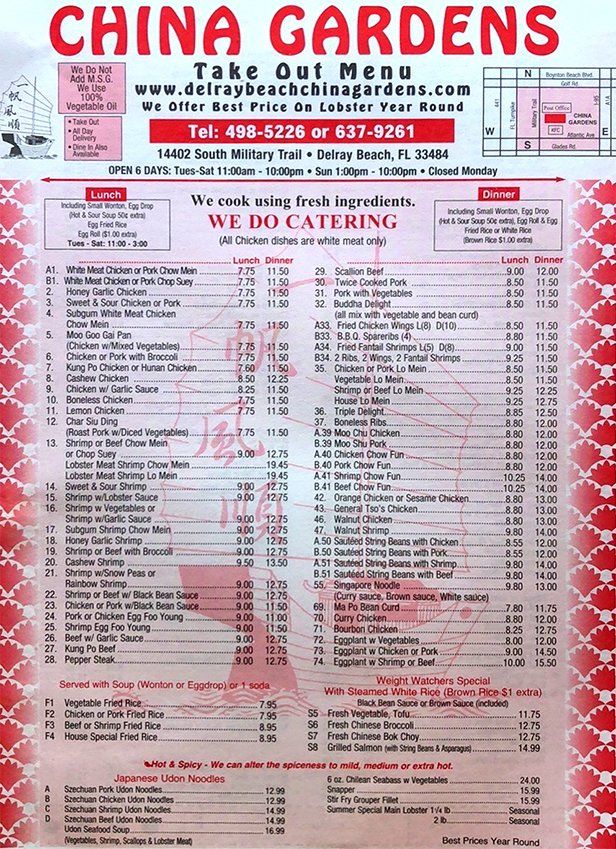 CHINA GARDENS
We Do Not
Add M.S.G.
We Use
100%
Vegetable Oil
• Take Out
• All Day
Delivery
• Dine In Also
Available
Take Out Menu
www.delraybeachchinagardens.com
We Offer Best Price On Lobster Year Round
Tel: 498-5226 or 637-9261
14402 South Military Trail • Delray Beach, FL 33484
OPEN 6 DAYS: Tues-Sat 11:00am - 10:00pm • Sun 1:00pm - 10:00pm • Closed Monday
N
Boynton Beach Blvd.
Golf Rd.
441
FL Turnpike
Military Trail
Post Office
CHINA
GARDENS
KFC
I-95
A1A
W
E
Atlantic Ave
S
Glades Rd.
一帆風順
Lunch
Including Small Wonton, Egg Drop
(Hot & Sour Soup 50¢ extra)
Egg Fried Rice
Egg Roll ($1.00 extra)
Tues - Sat: 11:00 - 3:00
We cook using fresh ingredients.
WE DO CATERING
(All Chicken dishes are white meat only)
Dinner
Including Small Wonton, Egg Drop
(Hot & Sour Soup 50¢ extra), Egg Roll & Egg
Fried Rice or White Rice
(Brown Rice $1.00 extra)
Lunch Dinner
A1. White Meat Chicken or Pork Chow Mein 7.75 11.50
B1. White Meat Chicken or Pork Chop Suey 7.75 11.50
2. Honey Garlic Chicken 7.75 11.50
3. Sweet & Sour Chicken or Pork 7.75 11.50
4. Subgum White Meat Chicken
Chow Mein 7.75 11.50
5. Moo Goo Gai Pan
(Chicken w/Mixed Vegetables) 7.75 11.50
6. Chicken or Pork with Broccoli 7.75 11.50
7. Kung Po Chicken or Hunan Chicken 7.60 11.50
8. Cashew Chicken 8.50 12.25
9. Chicken w/ Garlic Sauce 8.25 11.50
10. Boneless Chicken 7.75 11.50
11. Lemon Chicken 7.75 11.50
12. Char Siu Ding
(Roast Pork w/Diced Vegetables) 7.75 11.50
13. Shrimp or Beef Chow Mein
or Chop Suey 9.00 12.75
Lobster Meat Shrimp Chow Mein 19.45
Lobster Meat Shrimp Lo Mein 19.45
14. Sweet & Sour Shrimp 9.00 12.75
15. Shrimp w/Lobster Sauce 9.00 12.75
16. Shrimp w/Vegetables or
Shrimp w/Garlic Sauce 9.00 12.75
17. Subgum Shrimp Chow Mein 9.00 12.75
18. Honey Garlic Shrimp 9.00 12.75
19. Shrimp or Beef with Broccoli 9.00 12.75
20. Cashew Shrimp 9.50 13.50
21. Shrimp w/Snow Peas or
Rainbow Shrimp 9.00 12.75
22. Shrimp or Beef w/ Black Bean Sauce 9.00 12.75
23. Chicken or Pork w/Black Bean Sauce 9.00 11.50
24. Pork or Chicken Egg Foo Young 9.00 11.00
25. Shrimp Egg Foo Young 9.00 11.50
26. Beef w/ Garlic Sauce 9.00 12.75
27. Kung Po Beef 9.00 12.75
28. Pepper Steak 9.00 12.75
Lunch Dinner
29. Scallion Beef 9.00 12.00
30. Twice Cooked Pork 8.50 11.50
31. Pork with Vegetables 8.50 11.50
32. Buddha Delight 8.50 11.50
(all mix with vegetable and bean curd)
A33. Fried Chicken Wings L(8) D(10) 8.50 11.50
B33. B.B.Q. Spareribs (4) 8.80 11.50
A34. Fried Fantail Shrimps L(5) D(8) 9.00 11.50
B34. 2 Ribs, 2 Wings, 2 Fantail Shrimps 9.25 11.50
35. Chicken or Pork Lo Mein 8.50 11.50
Vegetable Lo Mein 8.50 11.50
Shrimp or Beef Lo Mein 9.25 12.25
House Lo Mein 9.25 12.75
36. Triple Delight 8.85 12.50
37. Boneless Ribs 8.80 12.00
A.39 Moo Chu Chicken 8.80 12.00
B.39 Moo Shu Pork 8.80 12.00
A.40 Chicken Chow Fun 8.80 12.00
B.40 Pork Chow Fun 8.80 12.00
A.41 Shrimp Chow Fun 10.25 14.00
B.41 Beef Chow Fun 10.25 14.00
42. Orange Chicken or Sesame Chicken 8.80 13.00
43. General Tso's Chicken 8.80 13.00
46. Walnut Chicken 8.80 13.00
47. Walnut Shrimp 9.80 14.00
A.50 Sautéed String Beans with Chicken 8.55 12.00
B.50 Sautéed String Beans with Pork 8.55 12.00
A.51 Sautéed String Beans with Shrimp 9.80 14.00
B.51 Sautéed String Beans with Beef 9.80 14.00
55. Singapore Noodle 9.80 13.00
(Curry sauce, Brown sauce, White sauce)
69. Ma Po Bean Curd 7.80 11.75
70. Curry Chicken 8.80 12.00
71. Bourbon Chicken 8.25 12.75
72. Eggplant w/ Vegetables 8.00 12.00
73. Eggplant w/ Chicken or Pork 9.00 13.50
74. Eggplant w/Shrimp or Beef 10.00 15.50
Served with Soup (Wonton or Eggdrop) or 1 soda
F1 Vegetable Fried Rice 7.95
F2 Chicken or Pork Fried Rice 7.95
F3 Beef or Shrimp Fried Rice 8.95
F4 House Special Fried Rice 8.95
Weight Watchers Special
With Steamed White Rice (Brown Rice $1 extra)
Black Bean Sauce or Brown Sauce (included)
S5 Fresh Vegetable, Tofu 11.75
S6 Fresh Chinese Broccoli 12.75
S7 Fresh Chinese Bok Choy 12.75
S8 Grilled Salmon (with String Beans & Asparagus) 14.99
Hot & Spicy - We can alter the spiceness to mild, medium or extra hot.
Japanese Udon Noodles
A Szechuan Pork Udon Noodles 12.99
B Szechuan Chicken Udon Noodles 12.99
C Szechuan Shrimp Udon Noodles 14.99
D Szechuan Beef Udon Noodles 14.99
Udon Seafood Soup 16.99
(Vegetables, Shrimp, Scallops & Lobster Meat)
6 oz. Chilean Seabass w Vegetables 24.00
Snapper 15.99
Stir Fry Grouper Fillet 15.99
Summer Special Main Lobster 1 1/4 lb Seasonal
2 lb. Seasonal
Best Prices Year Round